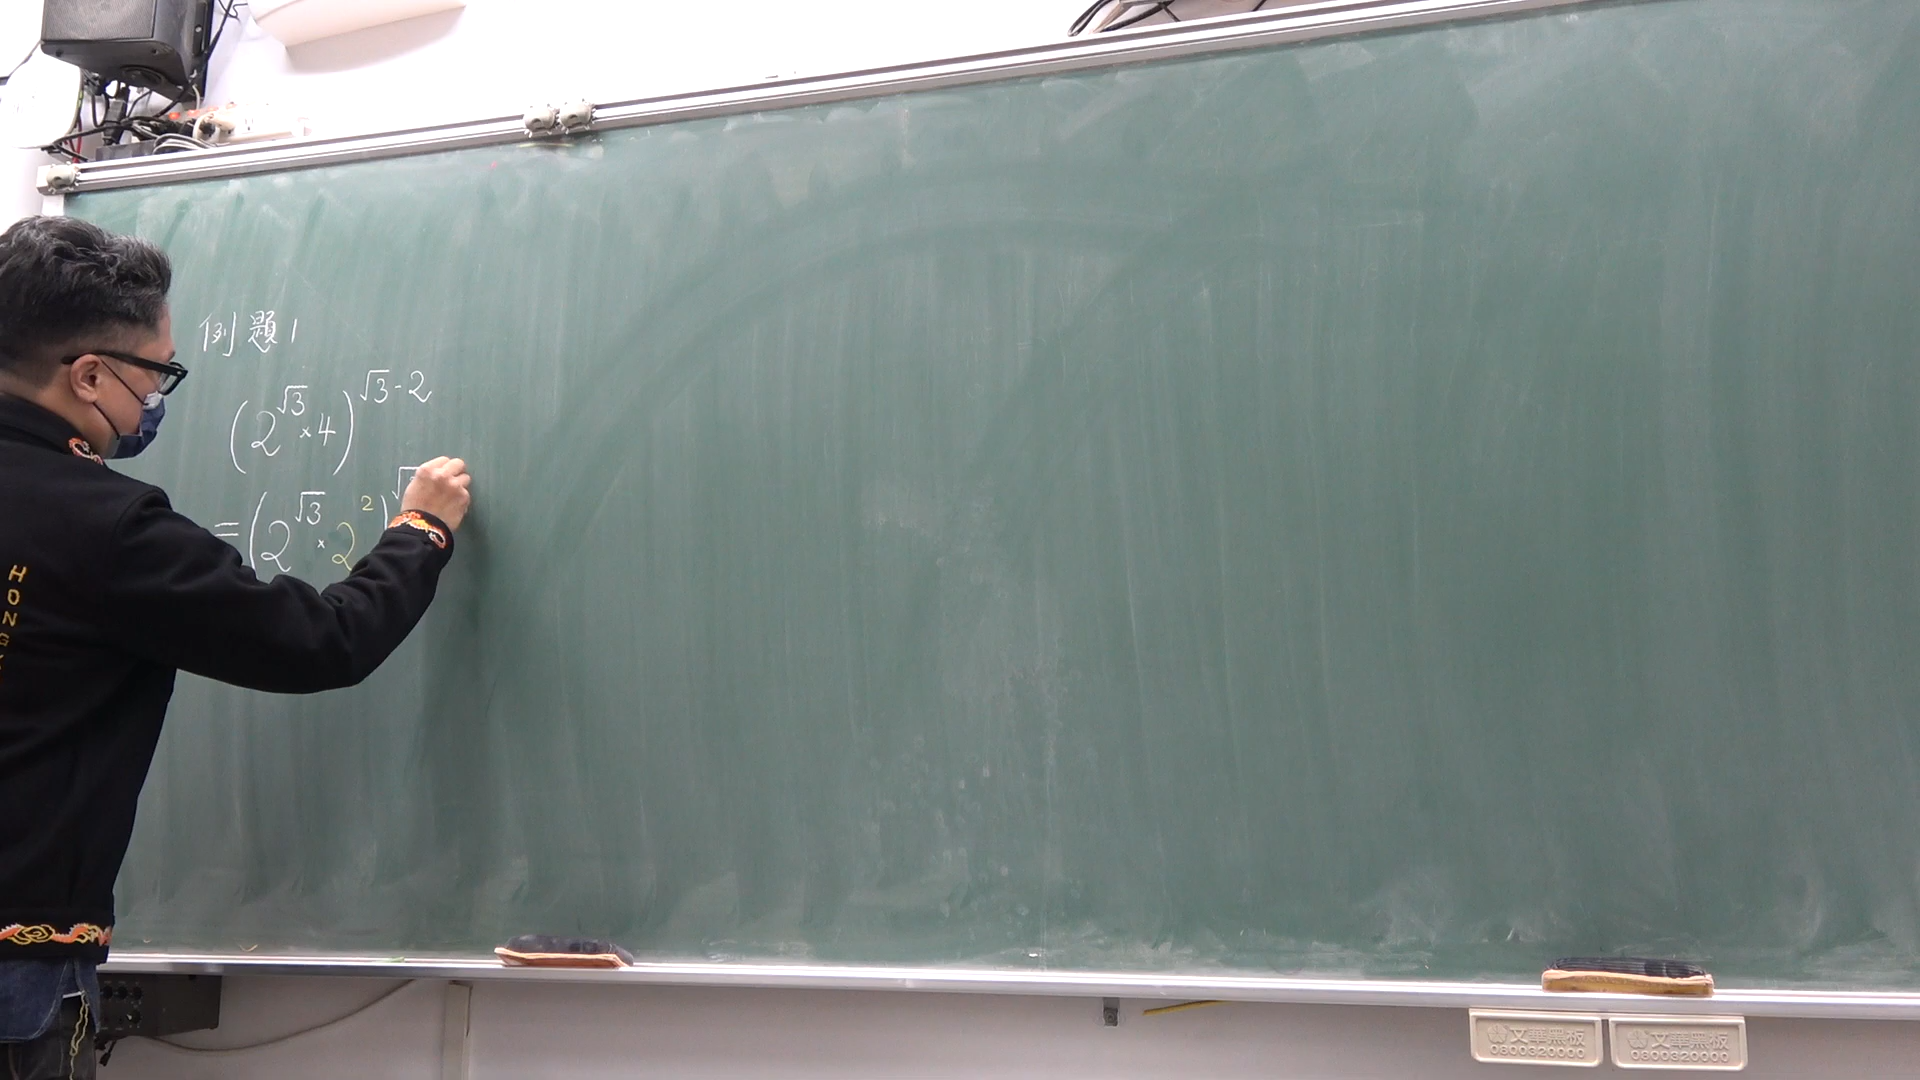 例題1
(2^√3 × 4)^√3-2
= (2^√3 × 2^2)^√
HONG
文華黑板 0800320000
文華黑板 0800320000